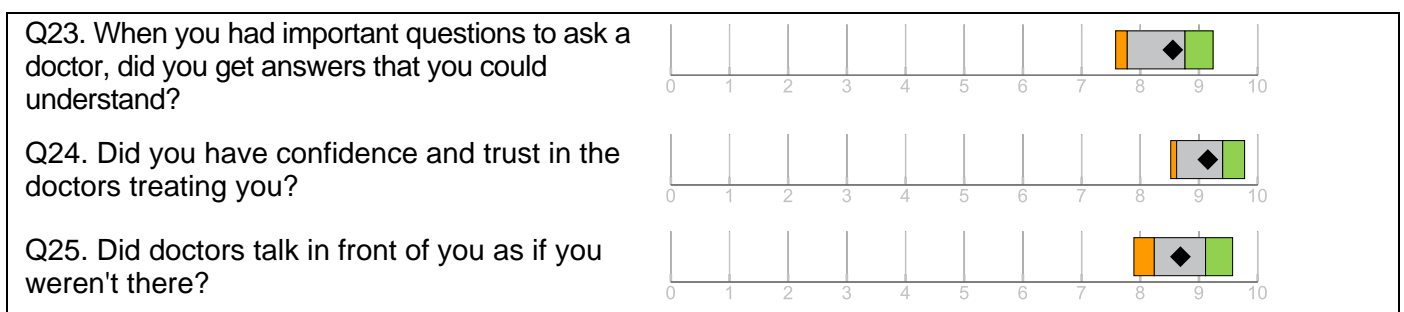 Q23. When you had important questions to ask a
doctor, did you get answers that you could
understand?
0 1 2 3 4 5 6 7 8 9 10
Q24. Did you have confidence and trust in the
doctors treating you?
0 1 2 3 4 5 6 7 8 9 10
Q25. Did doctors talk in front of you as if you
weren't there?
0 1 2 3 4 5 6 7 8 9 10